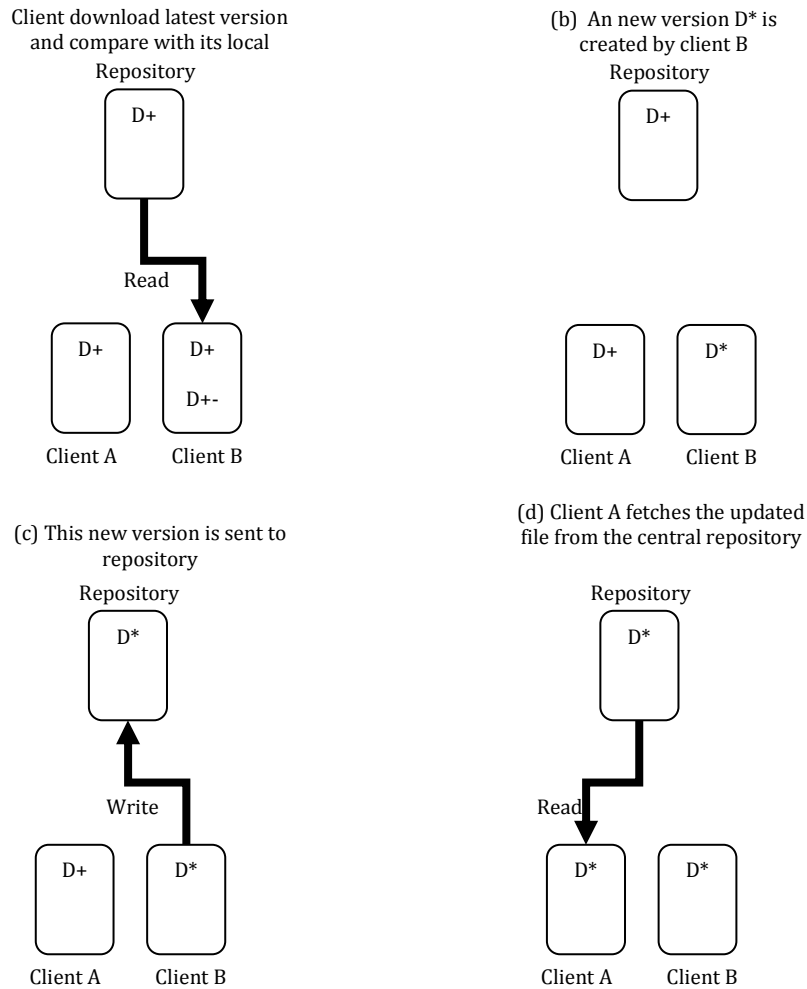 Client download latest version
and compare with its local
Repository
D+
Read
D+
D+
D+-
Client A
Client B
(b) An new version D* is
created by client B
Repository
D+
D+
D*
Client A
Client B
(c) This new version is sent to
repository
Repository
D*
Write
D+
D*
Client A
Client B
(d) Client A fetches the updated
file from the central repository
Repository
D*
Read
D*
D*
Client A
Client B